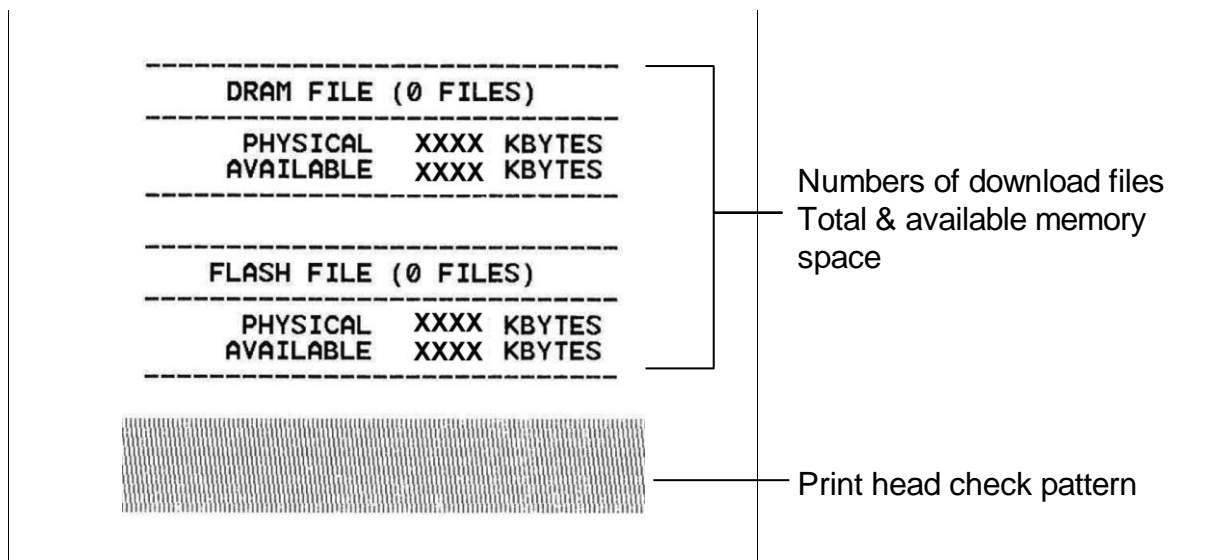 DRAM FILE (0 FILES)
PHYSICAL XXXX KBYTES
AVAILABLE XXXX KBYTES
FLASH FILE (0 FILES)
PHYSICAL XXXX KBYTES
AVAILABLE XXXX KBYTES
Numbers of download files
Total & available memory
space
Print head check pattern